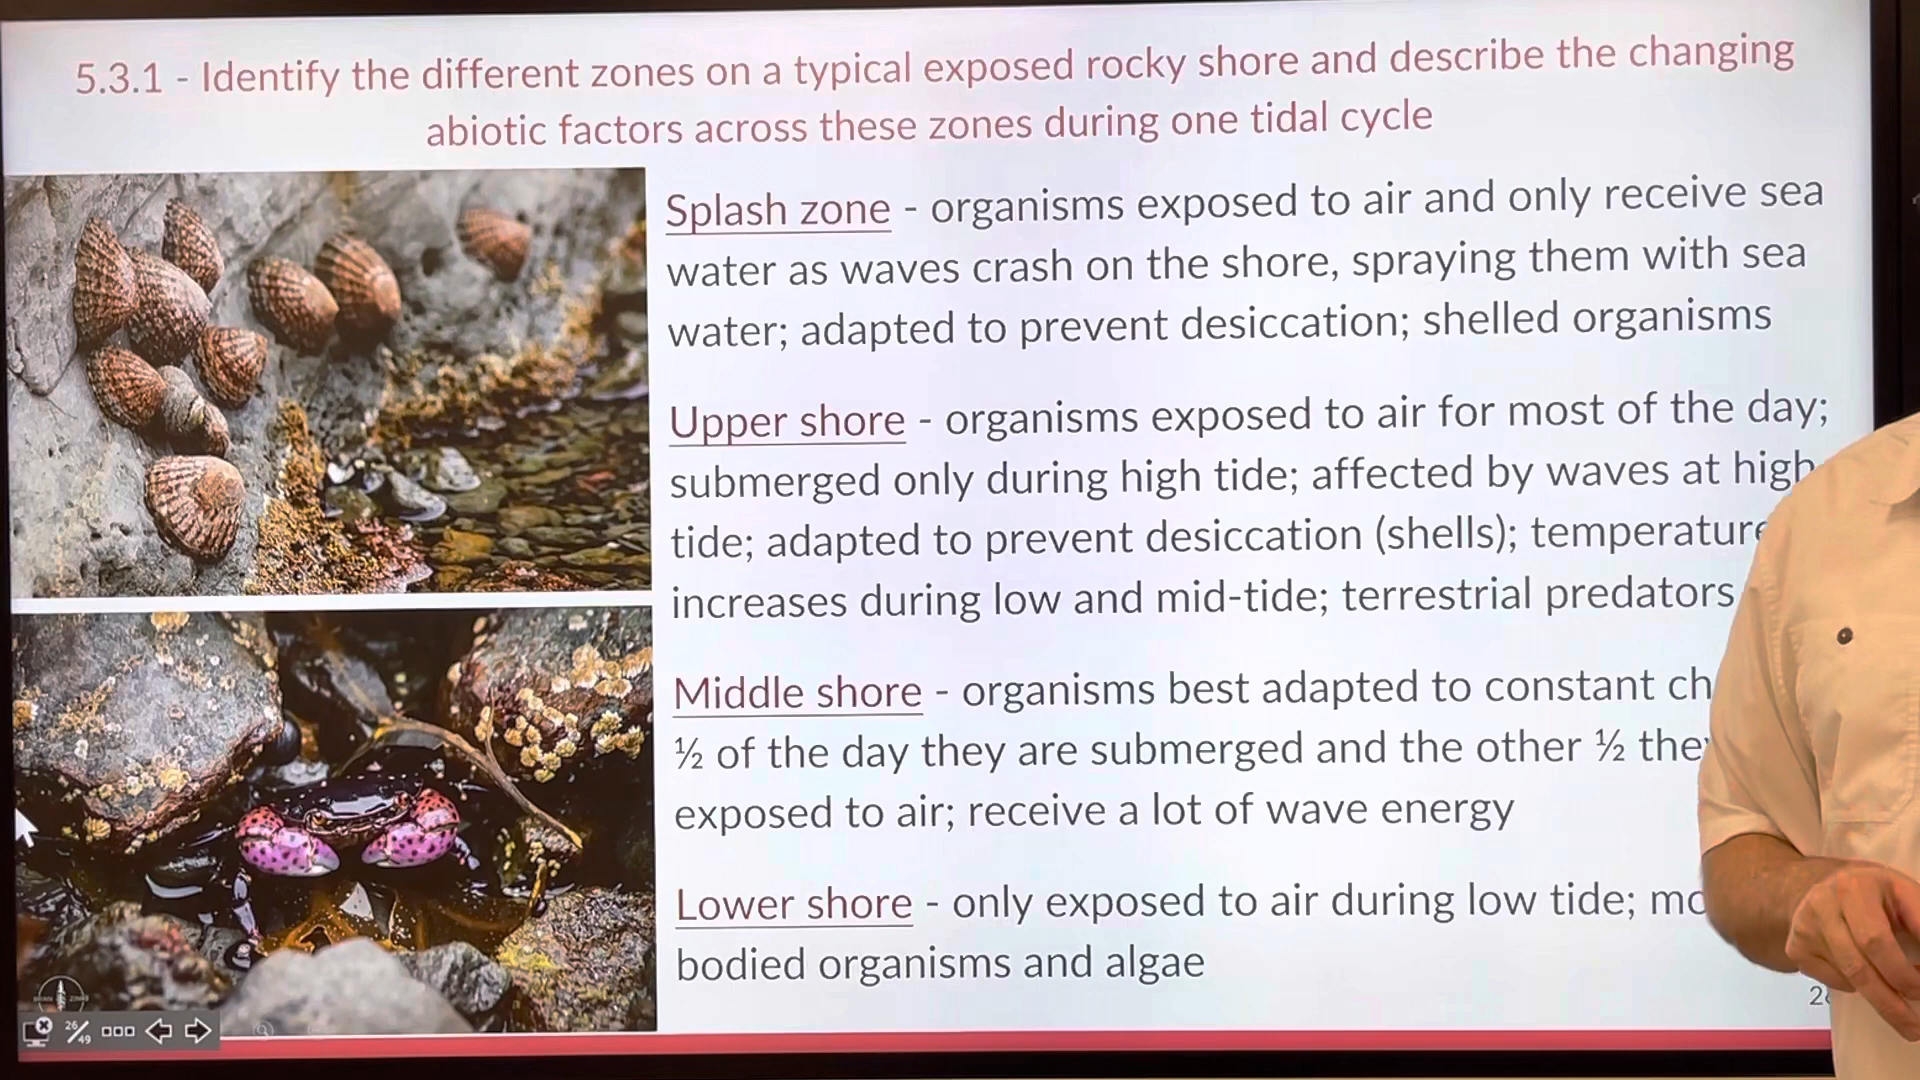 5.3.1 - Identify the different zones on a typical exposed rocky shore and describe the changing
abiotic factors across these zones during one tidal cycle
Splash zone - organisms exposed to air and only receive sea
water as waves crash on the shore, spraying them with sea
water; adapted to prevent desiccation; shelled organisms
Upper shore - organisms exposed to air for most of the day;
submerged only during high tide; affected by waves at high
tide; adapted to prevent desiccation (shells); temperature
increases during low and mid-tide; terrestrial predators
Middle shore - organisms best adapted to constant
½ of the day they are submerged and the other ½
exposed to air; receive a lot of wave energy
Lower shore - only exposed to air during low tide;
bodied organisms and algae
26/49